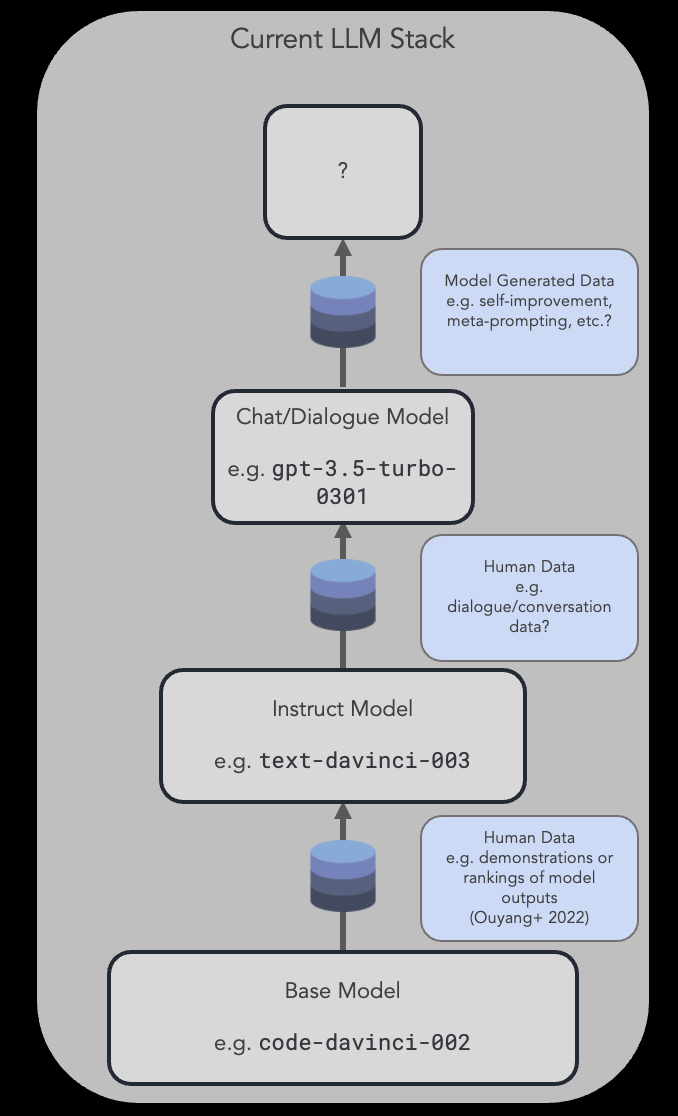 Current LLM Stack
?
Model Generated Data
e.g. self-improvement,
meta-prompting, etc.?
Chat/Dialogue Model
e.g. gpt-3.5-turbo-
0301
Human Data
e.g.
dialogue/conversation
data?
Instruct Model
e.g. text-davinci-003
Human Data
e.g. demonstrations or
rankings of model
outputs
(Ouyang+ 2022)
Base Model
e.g. code-davinci-002